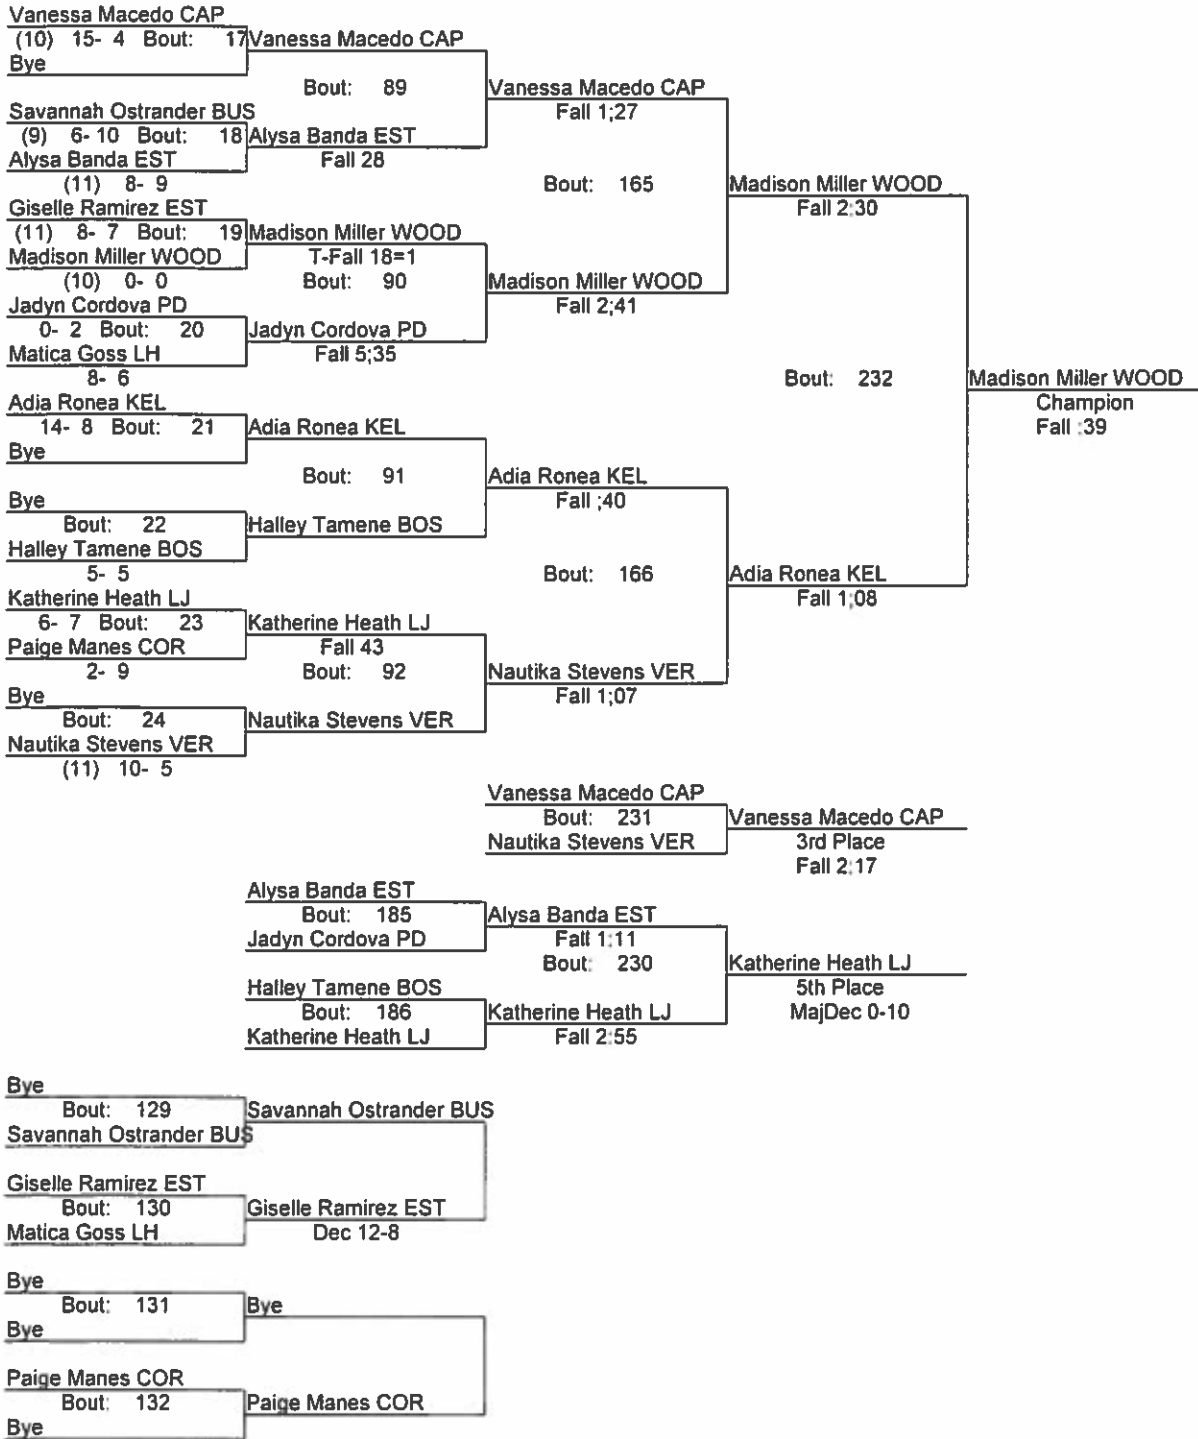 Vanessa Macedo CAP
(10) 15- 4 Bout: 17 Vanessa Macedo CAP
Bye
Bout: 89 Vanessa Macedo CAP
Savannah Ostrander BUS Fall 1;27
(9) 6- 10 Bout: 18 Alysa Banda EST
Alysa Banda EST Fall 28
(11) 8- 9 Bout: 165 Madison Miller WOOD
Giselle Ramirez EST Fall 2:30
(11) 8- 7 Bout: 19 Madison Miller WOOD
Madison Miller WOOD T-Fall 18=1
(10) 0- 0 Bout: 90 Madison Miller WOOD
Jadyn Cordova PD Fall 2;41
0- 2 Bout: 20 Jadyn Cordova PD
Matica Goss LH Fall 5;35
8- 6 Bout: 232 Madison Miller WOOD
Adia Ronea KEL Champion
14- 8 Bout: 21 Adia Ronea KEL Fall :39
Bye
Bout: 91 Adia Ronea KEL
Bye Fall ;40
Bout: 22 Halley Tamene BOS
Halley Tamene BOS
5- 5 Bout: 166 Adia Ronea KEL
Katherine Heath LJ Fall 1;08
6- 7 Bout: 23 Katherine Heath LJ
Paige Manes COR Fall 43
2- 9 Bout: 92 Nautika Stevens VER
Bye Fall 1;07
Bout: 24 Nautika Stevens VER
Nautika Stevens VER
(11) 10- 5
Vanessa Macedo CAP
Bout: 231 Vanessa Macedo CAP
Nautika Stevens VER 3rd Place
Fall 2:17
Alysa Banda EST
Bout: 185 Alysa Banda EST
Jadyn Cordova PD Fall 1:11
Bout: 230 Katherine Heath LJ
Halley Tamene BOS 5th Place
Bout: 186 Katherine Heath LJ MajDec 0-10
Katherine Heath LJ Fall 2:55
Bye
Bout: 129 Savannah Ostrander BUS
Savannah Ostrander BUS
Giselle Ramirez EST
Bout: 130 Giselle Ramirez EST
Matica Goss LH Dec 12-8
Bye
Bout: 131 Bye
Bye
Paige Manes COR
Bout: 132 Paige Manes COR
Bye